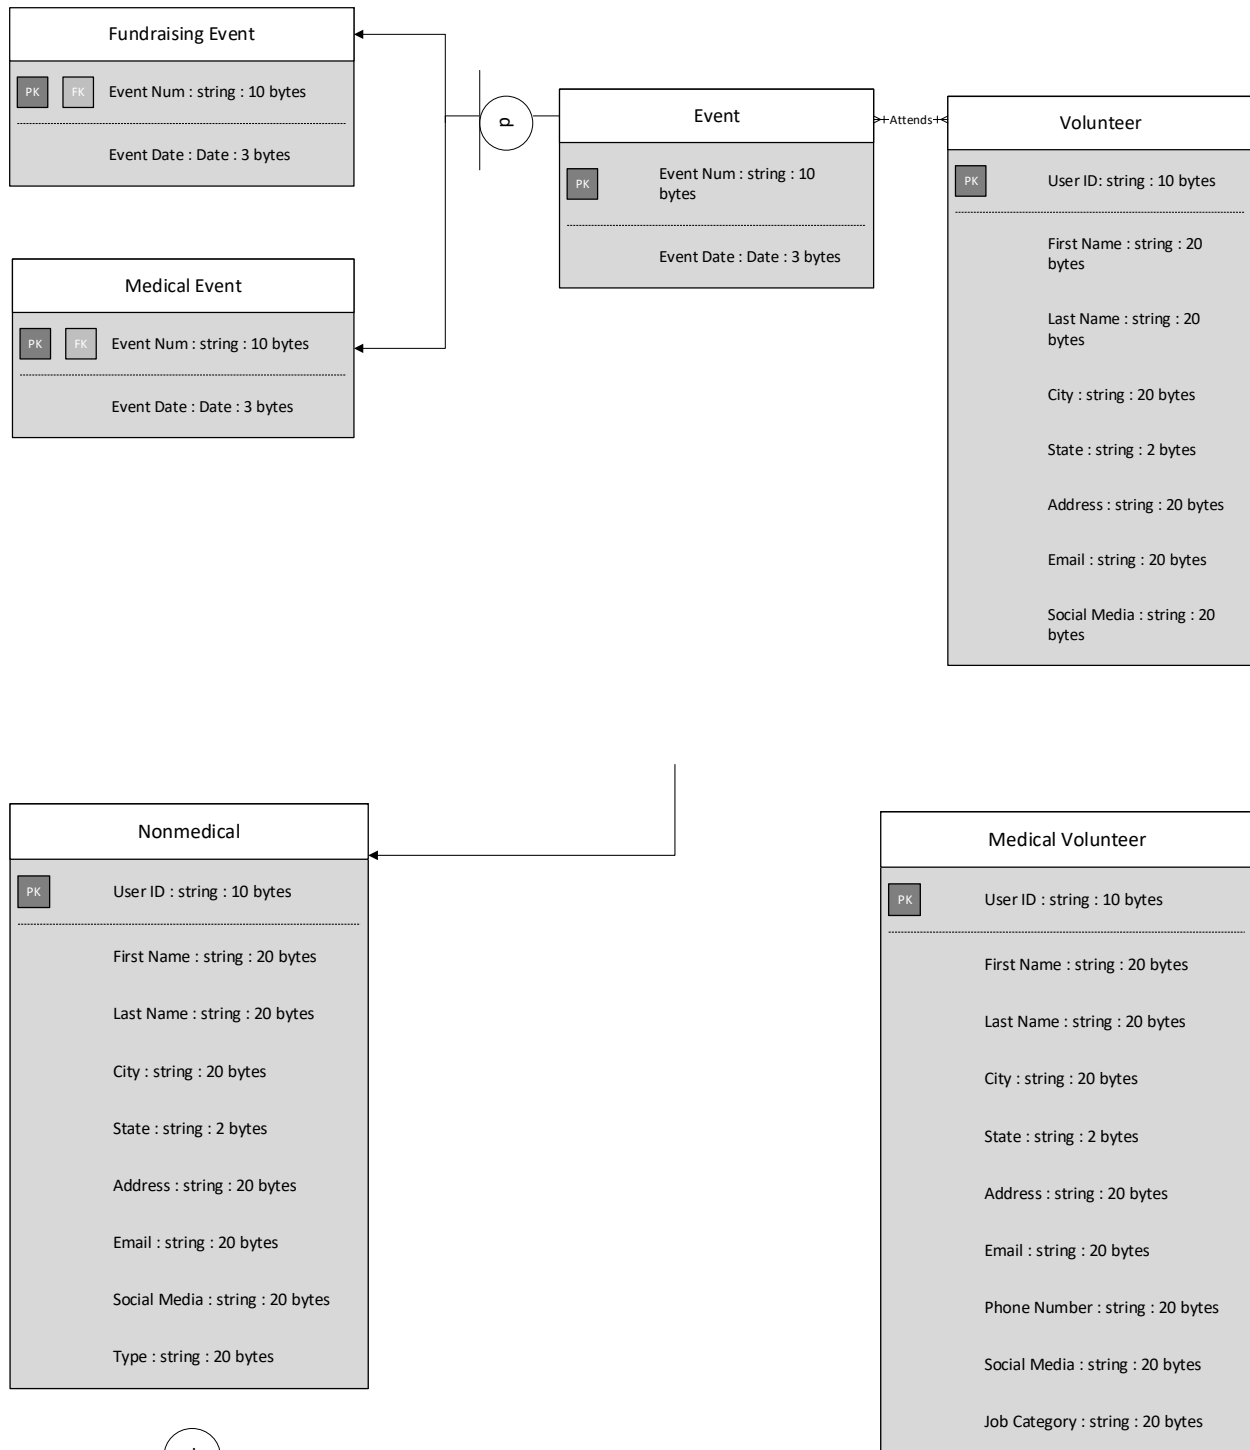 Fundraising Event
PK FK Event Num : string : 10 bytes
Event Date : Date : 3 bytes
Medical Event
PK FK Event Num : string : 10 bytes
Event Date : Date : 3 bytes
d
Event
PK Event Num : string : 10
bytes
Event Date : Date : 3 bytes
Attends
Volunteer
PK User ID: string : 10 bytes
First Name : string : 20
bytes
Last Name : string : 20
bytes
City : string : 20 bytes
State : string : 2 bytes
Address : string : 20 bytes
Email : string : 20 bytes
Social Media : string : 20
bytes
Nonmedical
PK User ID : string : 10 bytes
First Name : string : 20 bytes
Last Name : string : 20 bytes
City : string : 20 bytes
State : string : 2 bytes
Address : string : 20 bytes
Email : string : 20 bytes
Social Media : string : 20 bytes
Type : string : 20 bytes
Medical Volunteer
PK User ID : string : 10 bytes
First Name : string : 20 bytes
Last Name : string : 20 bytes
City : string : 20 bytes
State : string : 2 bytes
Address : string : 20 bytes
Email : string : 20 bytes
Phone Number : string : 20 bytes
Social Media : string : 20 bytes
Job Category : string : 20 bytes